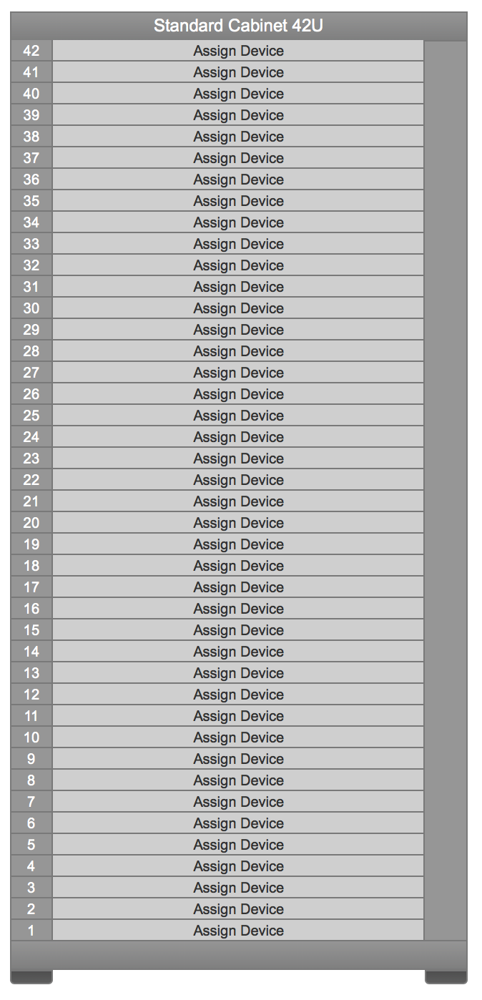 Standard Cabinet 42U
42 Assign Device
41 Assign Device
40 Assign Device
39 Assign Device
38 Assign Device
37 Assign Device
36 Assign Device
35 Assign Device
34 Assign Device
33 Assign Device
32 Assign Device
31 Assign Device
30 Assign Device
29 Assign Device
28 Assign Device
27 Assign Device
26 Assign Device
25 Assign Device
24 Assign Device
23 Assign Device
22 Assign Device
21 Assign Device
20 Assign Device
19 Assign Device
18 Assign Device
17 Assign Device
16 Assign Device
15 Assign Device
14 Assign Device
13 Assign Device
12 Assign Device
11 Assign Device
10 Assign Device
9 Assign Device
8 Assign Device
7 Assign Device
6 Assign Device
5 Assign Device
4 Assign Device
3 Assign Device
2 Assign Device
1 Assign Device